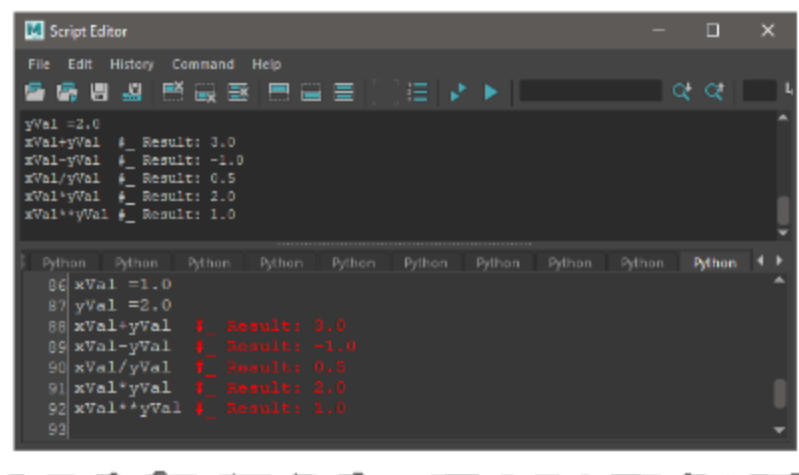 Script Editor
File Edit History Command Help
yVal =2.0
xVal+yVal #_ Result: 3.0
xVal-yVal #_ Result: -1.0
xVal/yVal #_ Result: 0.5
xVal*yVal #_ Result: 2.0
xVal**yVal #_ Result: 1.0
Python Python Python Python Python Python Python Python Python Python
86 xVal =1.0
87 yVal =2.0
88 xVal+yVal #_ Result: 3.0
89 xVal-yVal #_ Result: -1.0
90 xVal/yVal #_ Result: 0.5
91 xVal*yVal #_ Result: 2.0
92 xVal**yVal #_ Result: 1.0
93